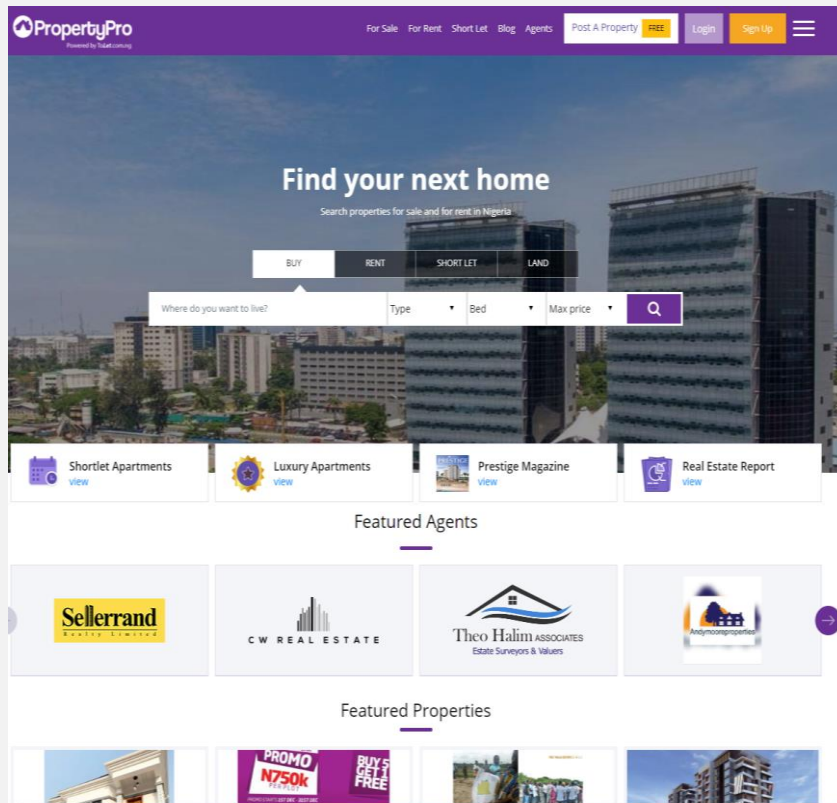 PropertyPro
Powered by ToLet.com.ng
For Sale For Rent Short Let Blog Agents Post A Property FREE Login Sign Up
Find your next home
Search properties for sale and for rent in Nigeria
BUY RENT SHORT LET LAND
Where do you want to live? Type Bed Max price
Shortlet Apartments
view
Luxury Apartments
view
PRESTIGE
Prestige Magazine
view
Real Estate Report
view
Featured Agents
Sellerrand
Realty Limited
CW REAL ESTATE
Theo Halim ASSOCIATES
Estate Surveyors & Valuers
Andymooreproperties
Featured Properties
PROMO
N750k
PER PLOT
BUY 5
GET 1
FREE